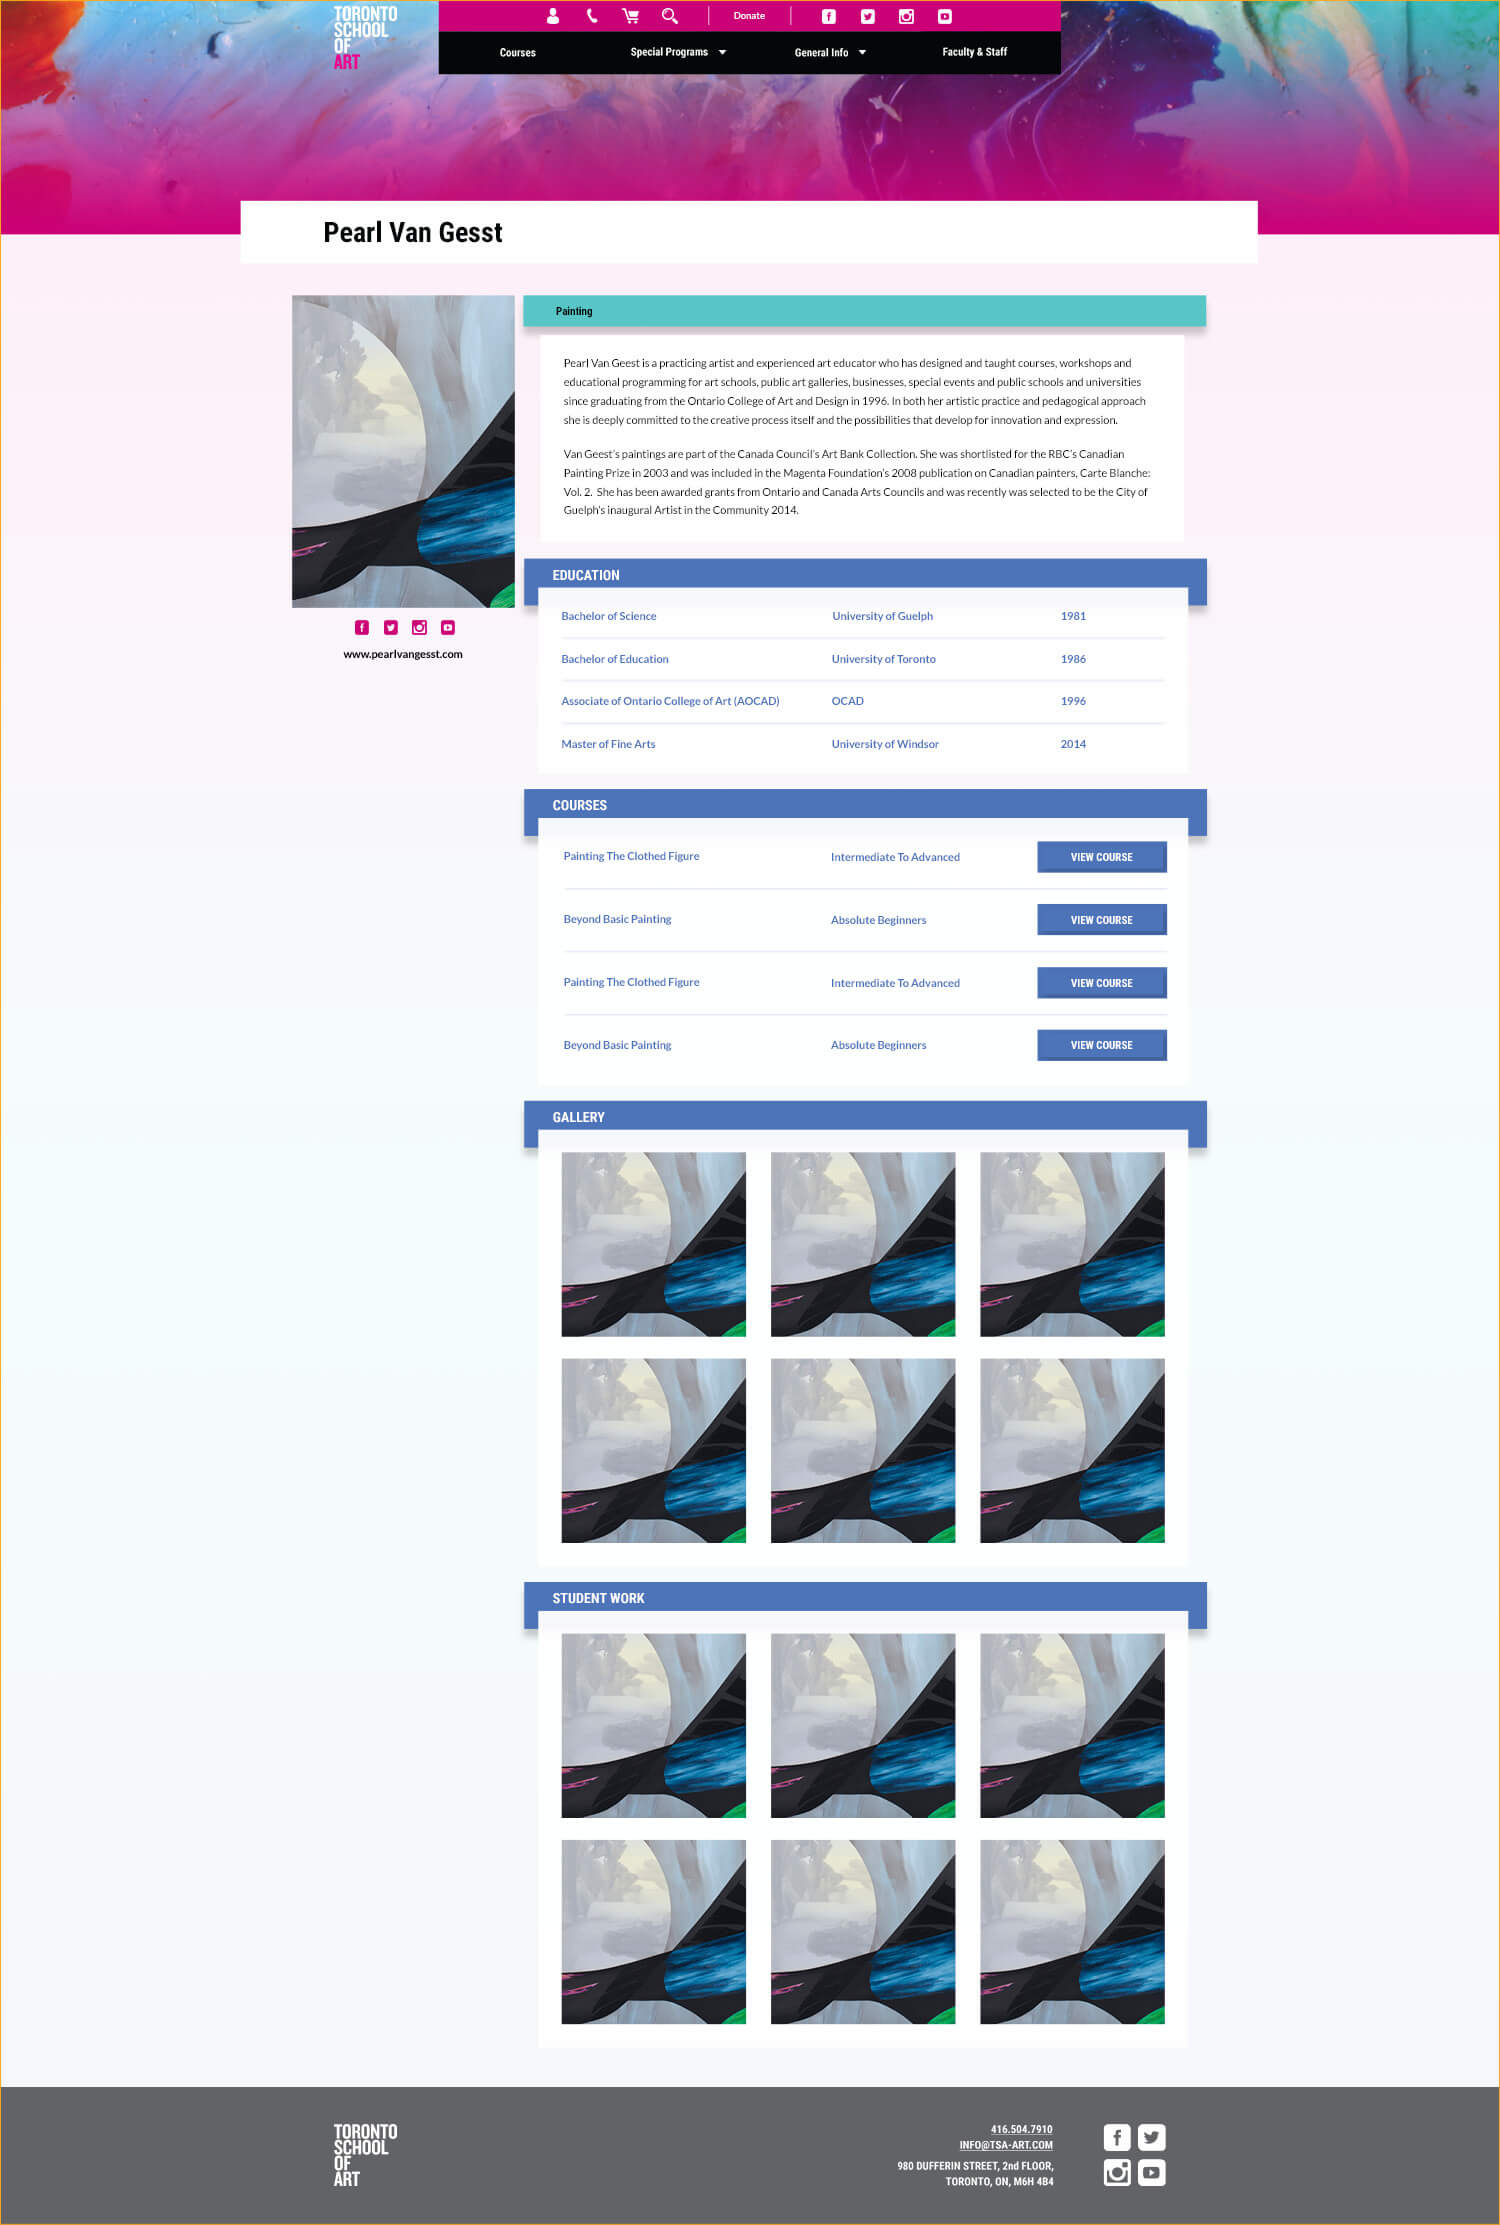 TORONTO
SCHOOL
OF
ART
Donate
Courses
Special Programs
General Info
Faculty & Staff
Pearl Van Gesst
Painting
Pearl Van Geest is a practicing artist and experienced art educator who has designed and taught courses, workshops and
educational programming for art schools, public art galleries, businesses, special events and public schools and universities
since graduating from the Ontario College of Art and Design in 1996. In both her artistic practice and pedagogical approach
she is deeply committed to the creative process itself and the possibilities that develop for innovation and expression.
Van Geest's paintings are part of the Canada Council's Art Bank Collection. She was shortlisted for the RBC's Canadian
Painting Prize in 2003 and was included in the Magenta Foundation's 2008 publication on Canadian painters, Carte Blanche:
Vol. 2. She has been awarded grants from Ontario and Canada Arts Councils and was recently was selected to be the City of
Guelph's inaugural Artist in the Community 2014.
www.pearlvangesst.com
EDUCATION
Bachelor of Science University of Guelph 1981
Bachelor of Education University of Toronto 1986
Associate of Ontario College of Art (AOCAD) OCAD 1996
Master of Fine Arts University of Windsor 2014
COURSES
Painting The Clothed Figure Intermediate To Advanced VIEW COURSE
Beyond Basic Painting Absolute Beginners VIEW COURSE
Painting The Clothed Figure Intermediate To Advanced VIEW COURSE
Beyond Basic Painting Absolute Beginners VIEW COURSE
GALLERY
STUDENT WORK
TORONTO
SCHOOL
OF
ART
416.504.7910
INFO@TSA-ART.COM
980 DUFFERIN STREET, 2nd FLOOR,
TORONTO, ON, M6H 4B4